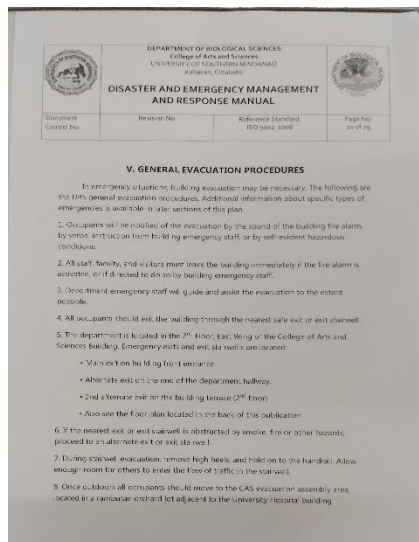 DEPARTMENT OF BIOLOGICAL SCIENCES
College of Arts and Sciences
UNIVERSITY OF SOUTHERN MINDANAO
Kabacan, Cotabato
DISASTER AND EMERGENCY MANAGEMENT
AND RESPONSE MANUAL
Document Revision No Reference Standard Page No:
Control No ISO 9001: 2008 10 of 29
V. GENERAL EVACUATION PROCEDURES
In emergency situations, building evacuation may be necessary. The following are
the DBS general evacuation procedures. Additional information about specific types of
emergencies is available in later sections of this plan.
1. Occupants will be notified of the evacuation by the sound of the building fire alarm,
by verbal instruction from building emergency staff, or by self-evident hazardous
conditions.
2. All staff, faculty, and visitors must leave the building immediately if the fire alarm is
activated, or if directed to do so by building emergency staff.
3. Department emergency staff will guide and assist the evacuation to the extent
possible.
4. All occupants should exit the building through the nearest safe exit or exit stairwell.
5. The department is located in the 2nd Floor, East Wing of the College of Arts and
Sciences Building. Emergency exits and exit stairwells are located:
• Main exit on building front entrance
• Alternate exit on the end of the department hallway.
• 2nd alternate exit on the building terrace (2nd floor)
• Also see the floor plan located in the back of this publication.
6. If the nearest exit or exit stairwell is obstructed by smoke, fire or other hazards,
proceed to an alternate exit or exit stairwell.
7. During stairwell evacuation, remove high heels, and hold on to the handrail. Allow
enough room for others to enter the flow of traffic in the stairwell.
8. Once outdoors all occupants should move to the CAS evacuation assembly area,
located in a rambutan orchard lot adjacent to the University Hospital building